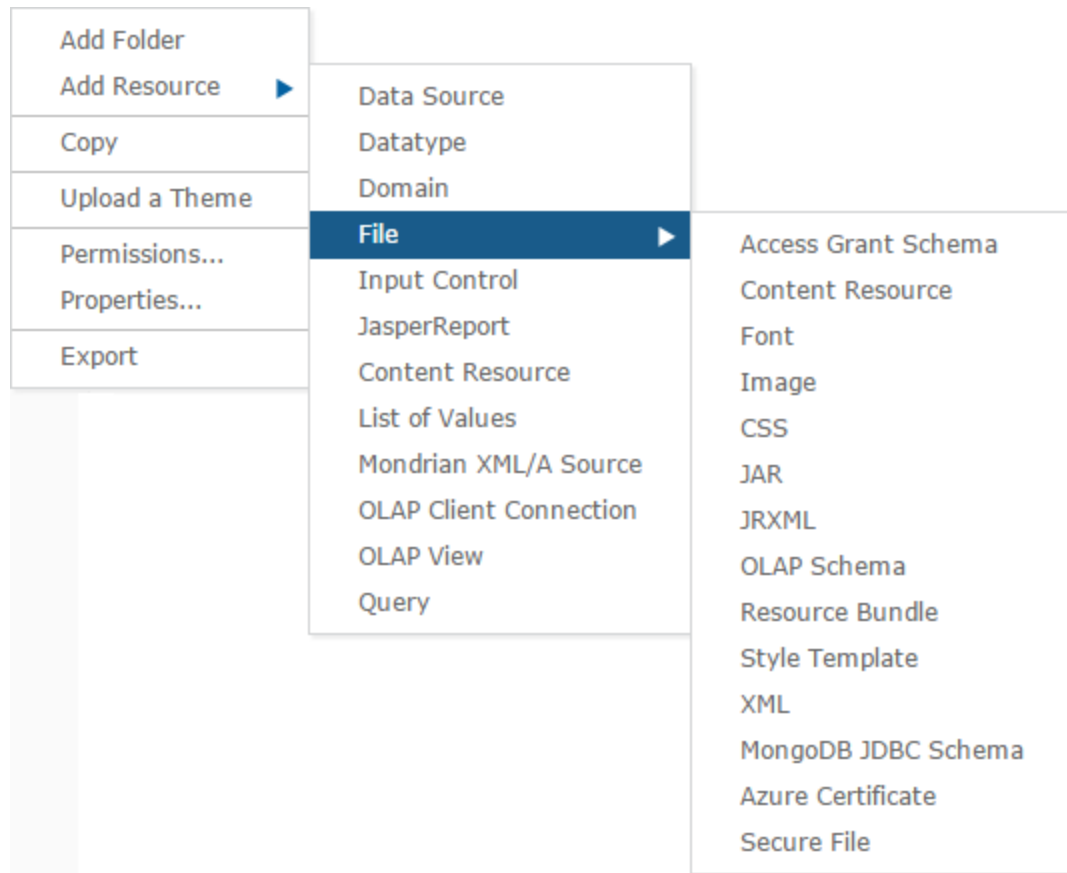 Add Folder
Add Resource
Copy
Upload a Theme
Permissions...
Properties...
Export
Data Source
Datatype
Domain
File
Input Control
JasperReport
Content Resource
List of Values
Mondrian XML/A Source
OLAP Client Connection
OLAP View
Query
Access Grant Schema
Content Resource
Font
Image
CSS
JAR
JRXML
OLAP Schema
Resource Bundle
Style Template
XML
MongoDB JDBC Schema
Azure Certificate
Secure File